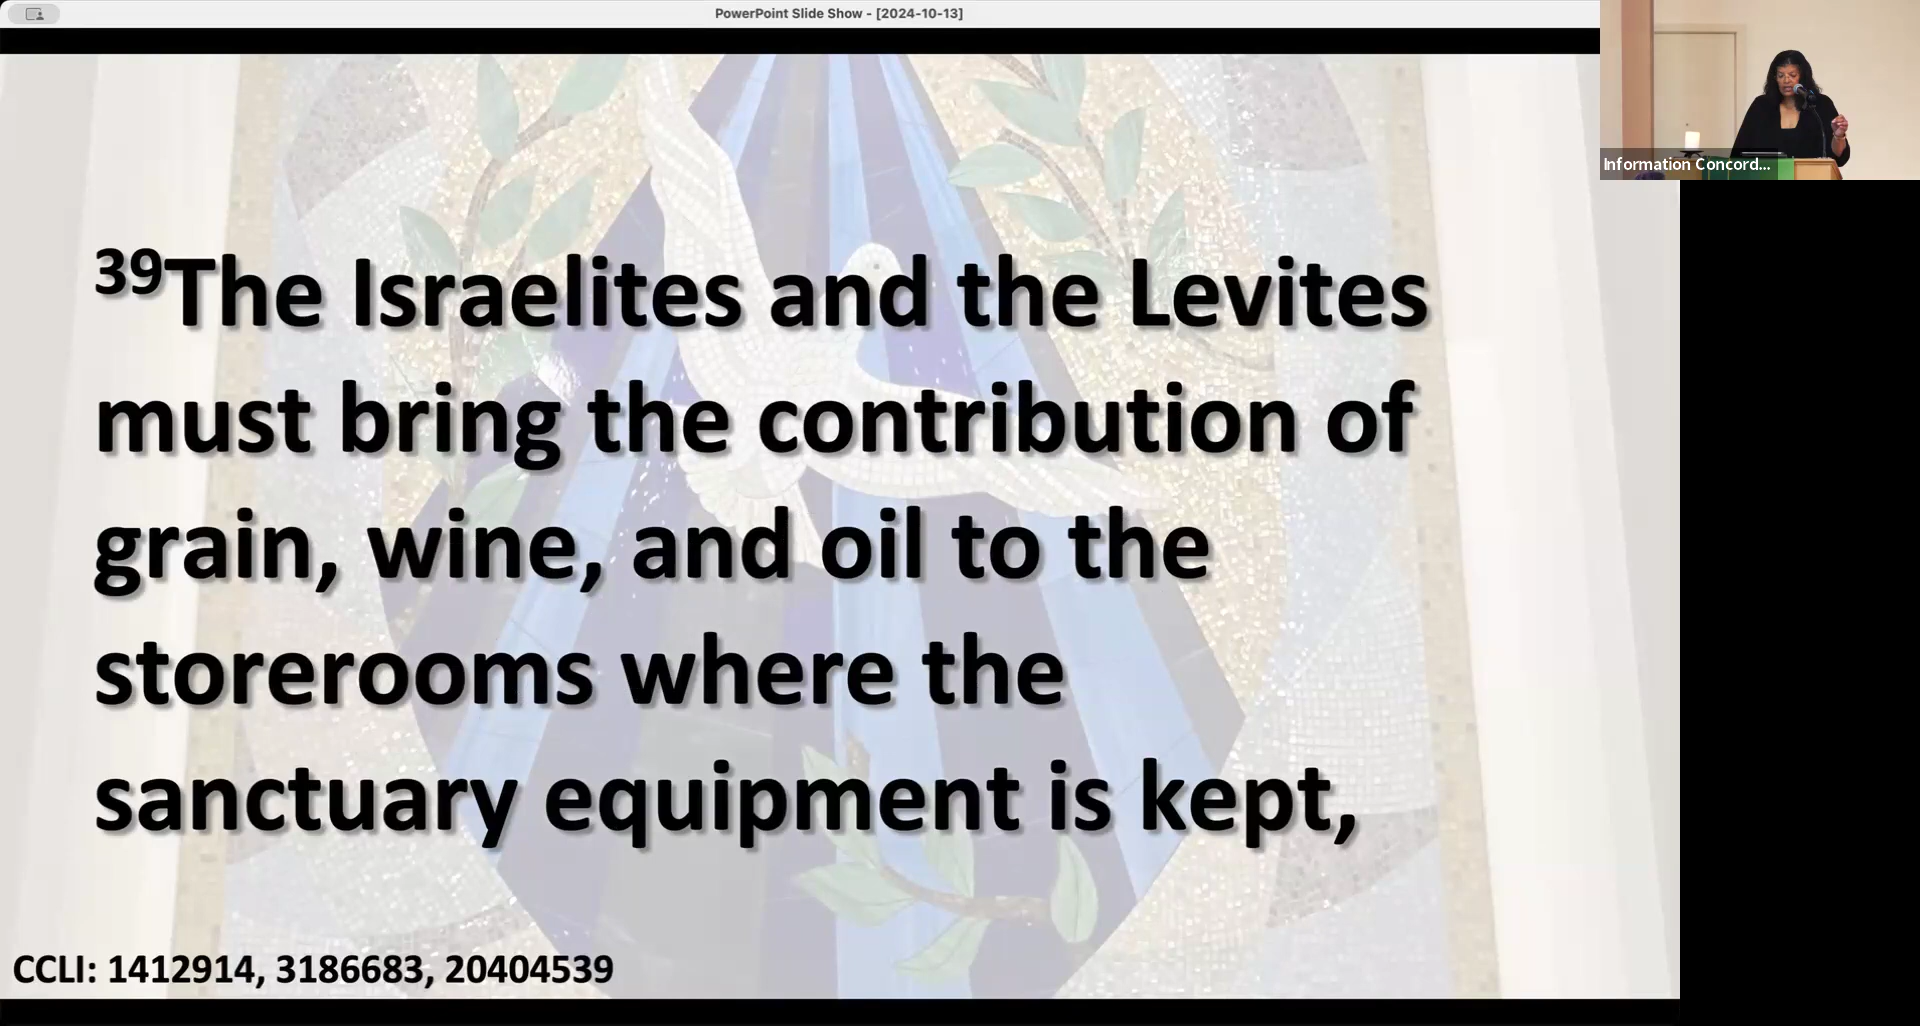 PowerPoint Slide Show - [2024-10-13]
Information Concord...
39The Israelites and the Levites
must bring the contribution of
grain, wine, and oil to the
storerooms where the
sanctuary equipment is kept,
CCLI: 1412914, 3186683, 20404539